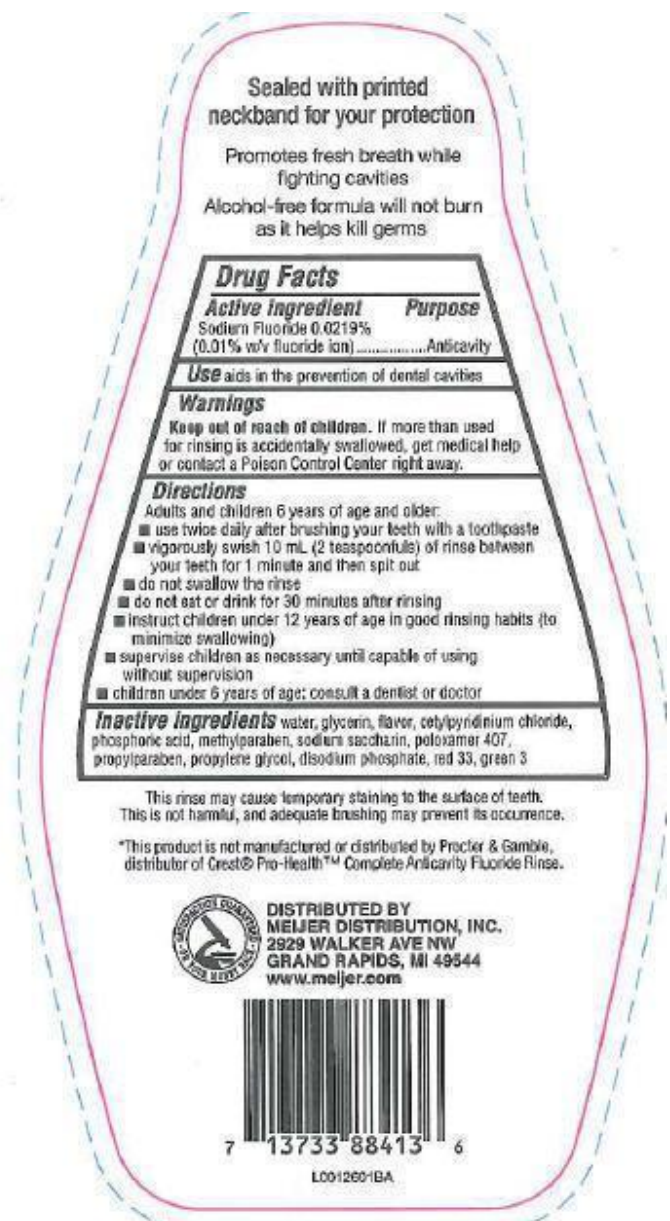 Sealed with printed
neckband for your protection
Promotes fresh breath while
fighting cavities
Alcohol-free formula will not burn
as it helps kill germs
Drug Facts
Active ingredient Purpose
Sodium Fluoride 0.0219%
(0.01% w/v fluoride ion)..................Anticavity
Use aids in the prevention of dental cavities
Warnings
Keep out of reach of children. If more than used
for rinsing is accidentally swallowed, get medical help
or contact a Poison Control Center right away.
Directions
Adults and children 6 years of age and older:
■ use twice daily after brushing your teeth with a toothpaste
■ vigorously swish 10 mL (2 teaspoonfuls) of rinse between
your teeth for 1 minute and then spit out
■ do not swallow the rinse
■ do not eat or drink for 30 minutes after rinsing
■ instruct children under 12 years of age in good rinsing habits (to
minimize swallowing)
■ supervise children as necessary until capable of using
without supervision
■ children under 6 years of age: consult a dentist or doctor
Inactive ingredients water, glycerin, flavor, cetylpyridinium chloride,
phosphoric acid, methylparaben, sodium saccharin, poloxamer 407,
propylparaben, propylene glycol, disodium phosphate, red 33, green 3
This rinse may cause temporary staining to the surface of teeth.
This is not harmful, and adequate brushing may prevent its occurrence.
*This product is not manufactured or distributed by Procter & Gamble,
distributor of Crest® Pro-Health™ Complete Anticavity Fluoride Rinse.
SATISFACTION GUARANTEED
DISTRIBUTED BY
MEIJER DISTRIBUTION, INC.
2929 WALKER AVE NW
GRAND RAPIDS, MI 49544
www.meijer.com
7 13733 88413 6
L0012601BA